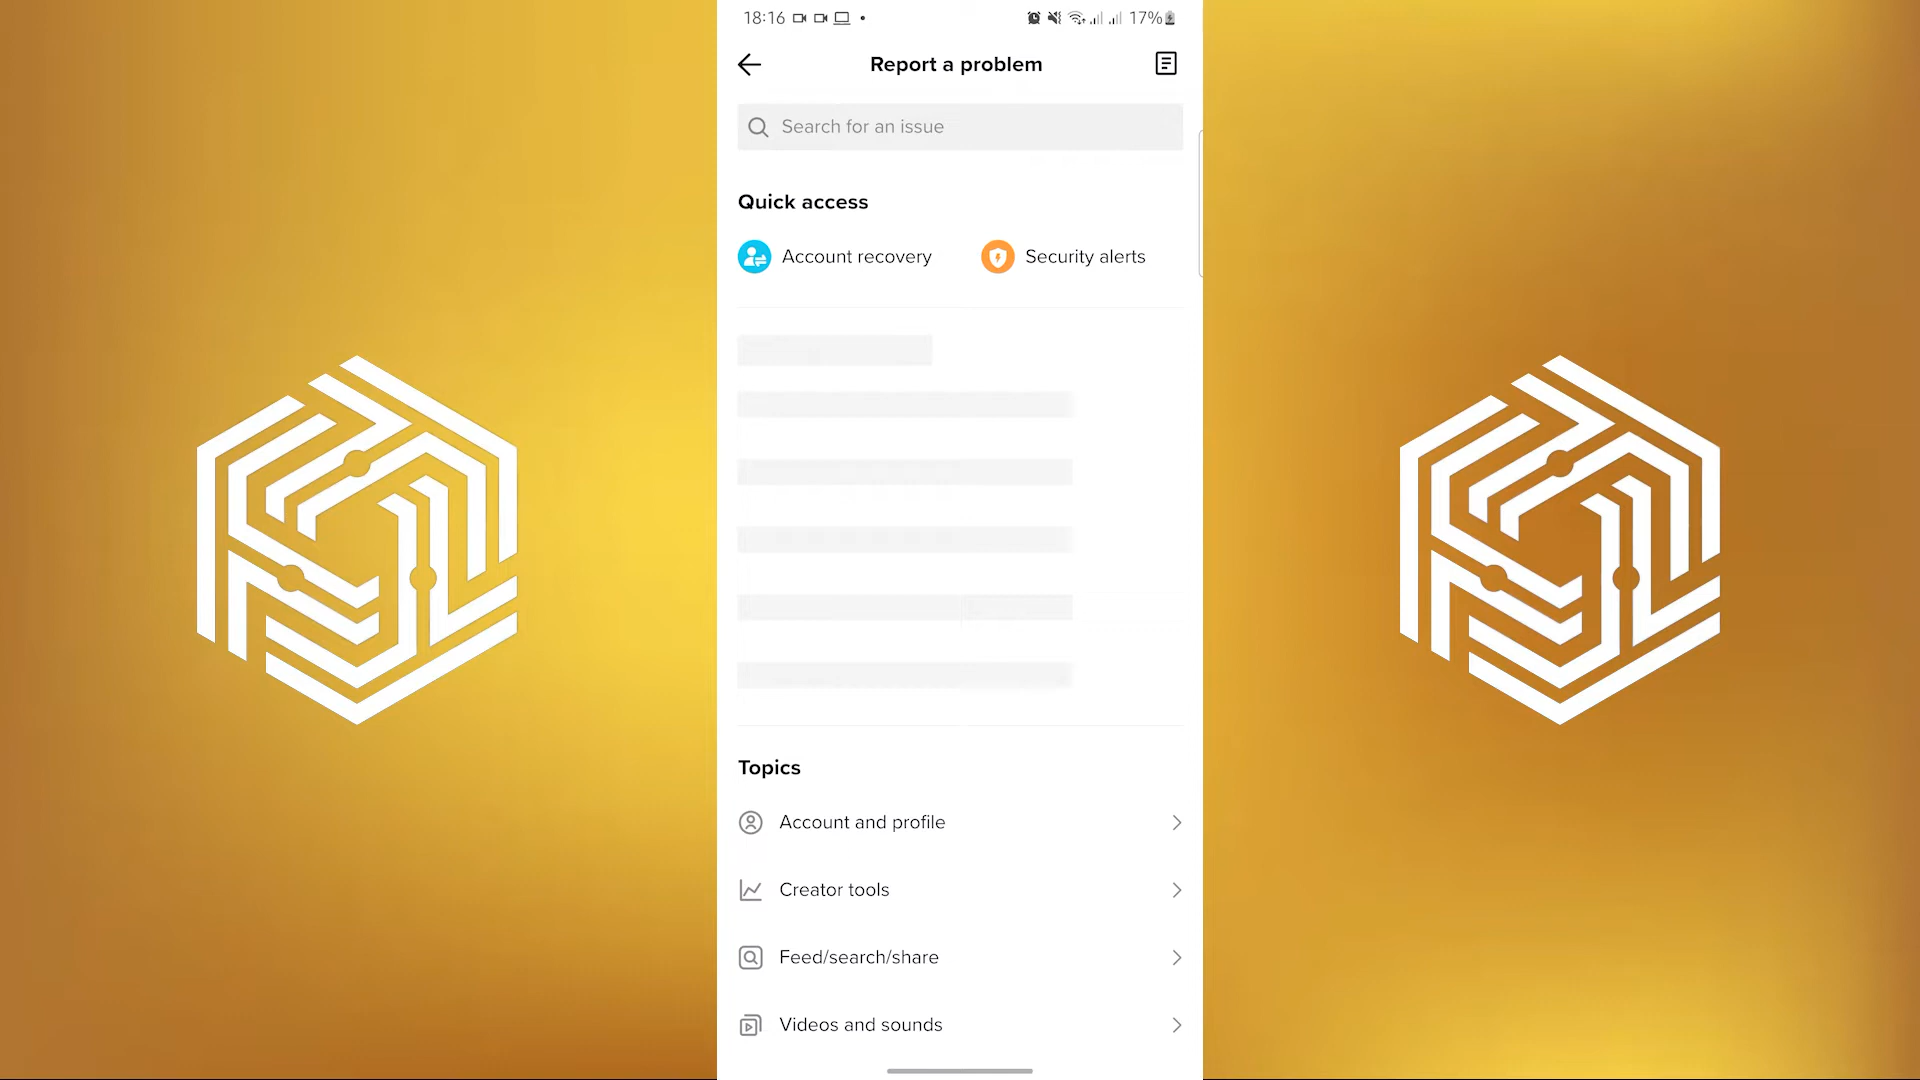 18:16
17%
Report a problem
Search for an issue
Quick access
Account recovery
Security alerts
Topics
Account and profile
Creator tools
Feed/search/share
Videos and sounds